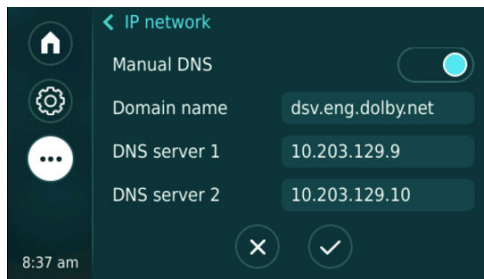 IP network
Manual DNS
Domain name dsv.eng.dolby.net
DNS server 1 10.203.129.9
DNS server 2 10.203.129.10
8:37 am